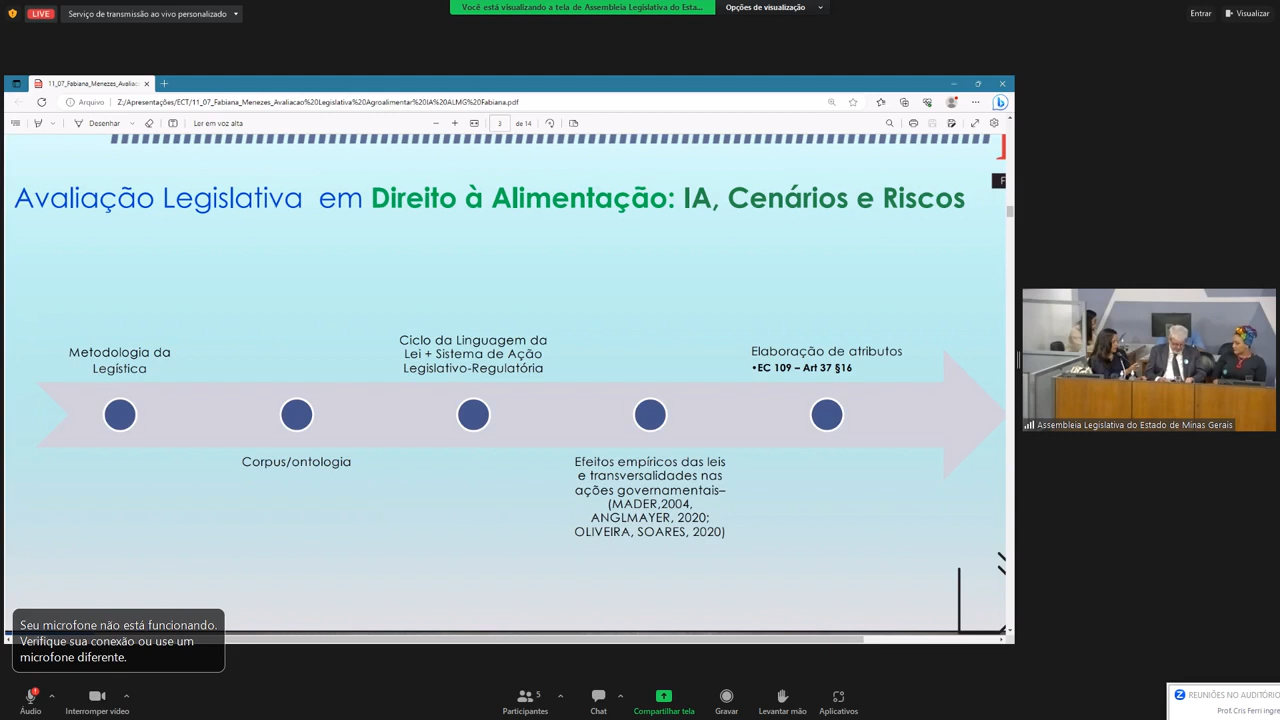 LIVE
Serviço de transmissão ao vivo personalizado
Você está visualizando a tela de Assembleia Legislativa do Esta...
Opções de visualização
Entrar
Visualizar
11_07_Fabiana_Menezes_Avaliac
Arquivo
Z:/Apresentações/ECT/11_07_Fabiana_Menezes_Avaliacao%20Legislativa%20Agroalimentar%20IA%20ALMG%20Fabiana.pdf
Desenhar
Ler em voz alta
3
de 14
Avaliação Legislativa em Direito à Alimentação: IA, Cenários e Riscos
F
Metodologia da
Legística
Corpus/ontologia
Ciclo da Linguagem da
Lei + Sistema de Ação
Legislativo-Regulatória
Efeitos empíricos das leis
e transversalidades nas
ações governamentais–
(MADER,2004,
ANGLMAYER, 2020;
OLIVEIRA, SOARES, 2020)
Elaboração de atributos
•EC 109 – Art 37 §16
Assembleia Legislativa do Estado de Minas Gerais
Seu microfone não está funcionando.
Verifique sua conexão ou use um
microfone diferente.
Áudio
Interromper vídeo
Participantes
5
Chat
Compartilhar tela
Gravar
Levantar mão
Aplicativos
REUNIÕES NO AUDITÓRIO
Prof. Cris Ferri ingre